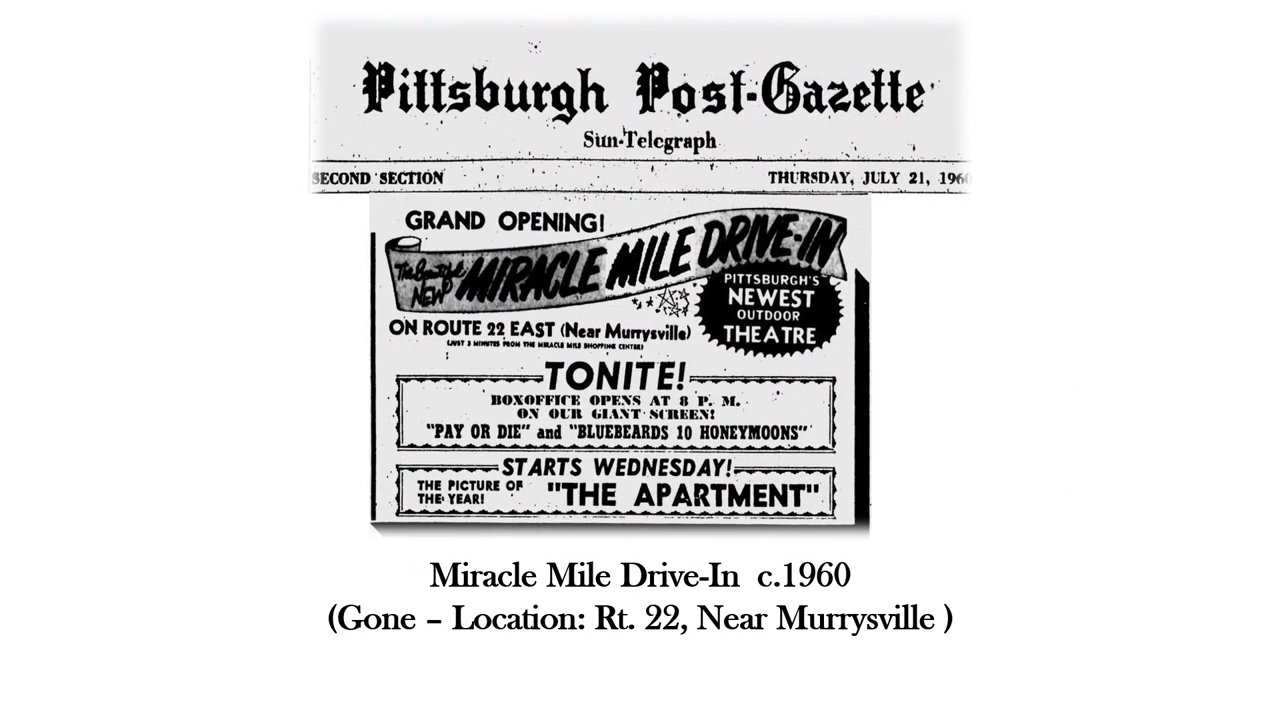 Pittsburgh Post-Gazette
Sun-Telegraph
SECOND SECTION THURSDAY, JULY 21, 1960
GRAND OPENING!
The Beautiful NEW MIRACLE MILE DRIVE-IN
PITTSBURGH'S
NEWEST
OUTDOOR
THEATRE
ON ROUTE 22 EAST (Near Murrysville)
(JUST 3 MINUTES FROM THE MIRACLE MILE SHOPPING CENTER)
TONITE!
BOXOFFICE OPENS AT 8 P. M.
ON OUR GIANT SCREEN!
"PAY OR DIE" and "BLUEBEARDS 10 HONEYMOONS"
STARTS WEDNESDAY!
THE PICTURE OF
THE YEAR!
"THE APARTMENT"
Miracle Mile Drive-In c.1960
(Gone – Location: Rt. 22, Near Murrysville )